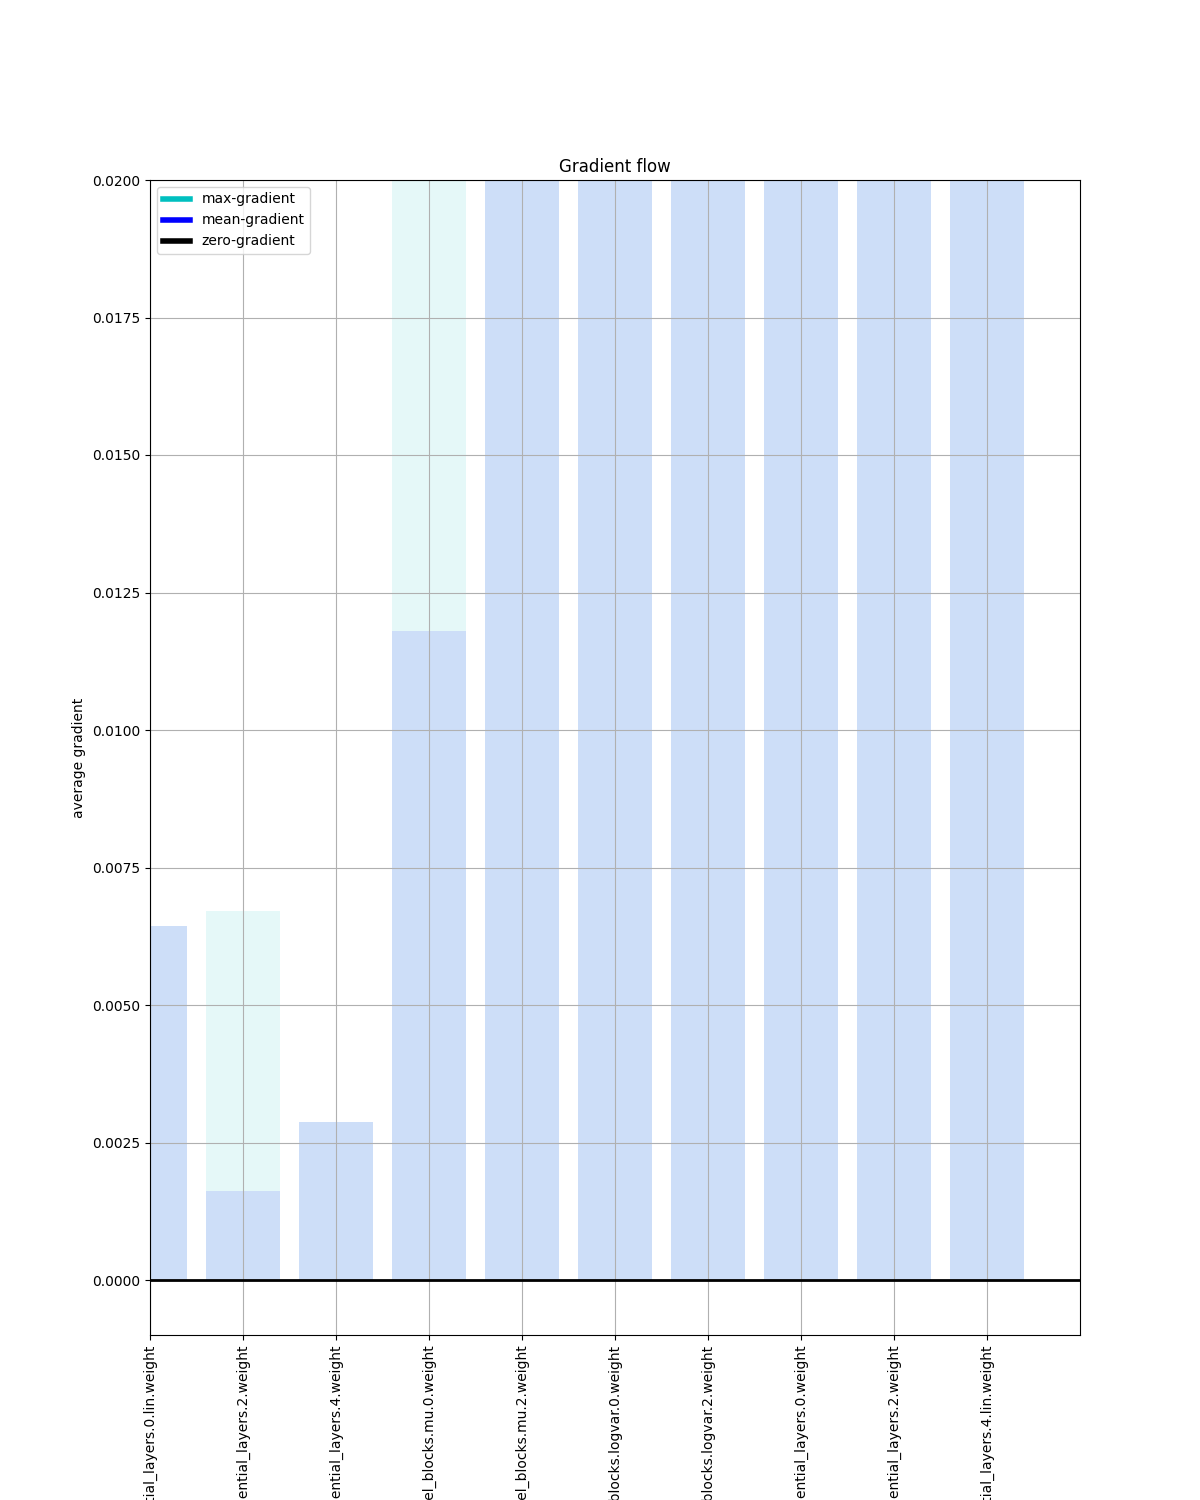 Gradient flow
max-gradient
mean-gradient
zero-gradient
0.0200
0.0175
0.0150
0.0125
0.0100
0.0075
0.0050
0.0025
0.0000
average gradient
tial_layers.0.lin.weight
ential_layers.2.weight
ential_layers.4.weight
el_blocks.mu.0.weight
el_blocks.mu.2.weight
blocks.logvar.0.weight
blocks.logvar.2.weight
ential_layers.0.weight
ential_layers.2.weight
tial_layers.4.lin.weight